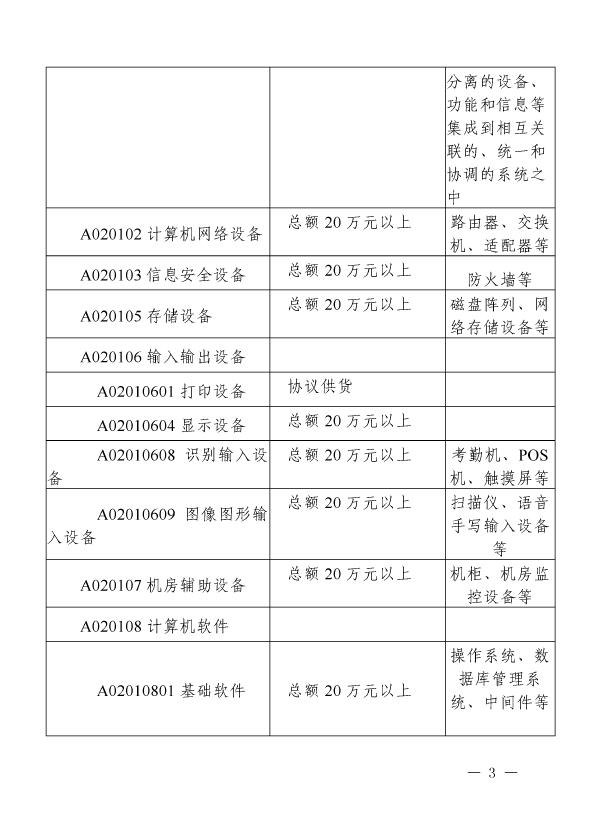 分离的设备、
功能和信息等
集成到相互关
联的、统一和
协调的系统之
中
A020102 计算机网络设备
总额 20 万元以上
路由器、交换
机、适配器等
A020103 信息安全设备
总额 20 万元以上
防火墙等
A020105 存储设备
总额 20 万元以上
磁盘阵列、网
络存储设备等
A020106 输入输出设备
A02010601 打印设备
协议供货
A02010604 显示设备
总额 20 万元以上
A02010608 识别输入设
备
总额 20 万元以上
考勤机、POS
机、触摸屏等
A02010609 图像图形输
入设备
总额 20 万元以上
扫描仪、语音
手写输入设备
等
A020107 机房辅助设备
总额 20 万元以上
机柜、机房监
控设备等
A020108 计算机软件
A02010801 基础软件
总额 20 万元以上
操作系统、数
据库管理系
统、中间件等
— 3 —